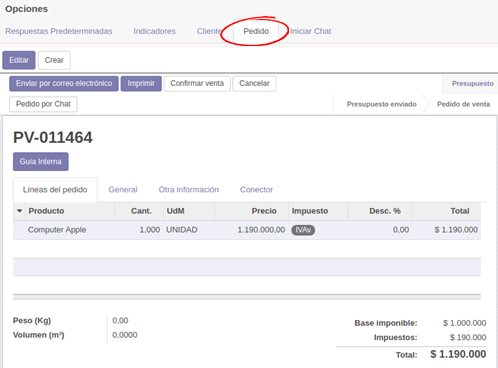 Opciones
Respuestas Predeterminadas Indicadores Cliente Pedido Iniciar Chat
Editar Crear
Enviar por correo electrónico Imprimir Confirmar venta Cancelar Presupuesto
Pedido por Chat Presupuesto enviado Pedido de venta
PV-011464
Guia Interna
Líneas del pedido General Otra información Conector
Producto Cant. UdM Precio Impuesto Desc. % Total
Computer Apple 1,000 UNIDAD 1.190.000,00 IVAv 0,00 $ 1.190.000
Peso (Kg) 0,00
Volumen (m³) 0,0000
Base imponible: $ 1.000.000
Impuestos: $ 190.000
Total: $ 1.190.000